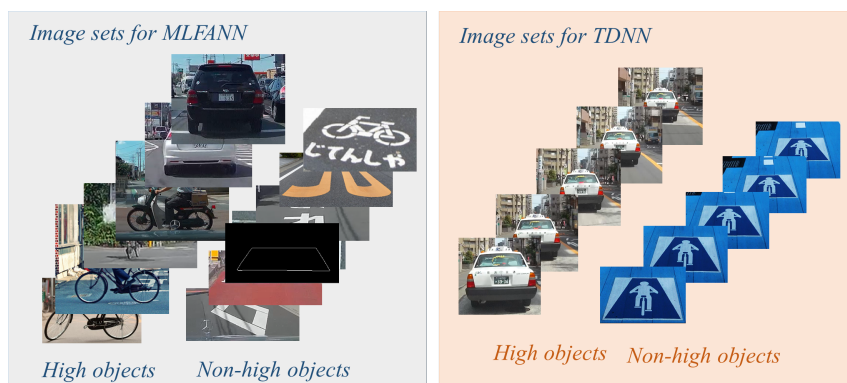 Image sets for MLFANN
じてんしゃ
High objects
Non-high objects
Image sets for TDNN
High objects
Non-high objects